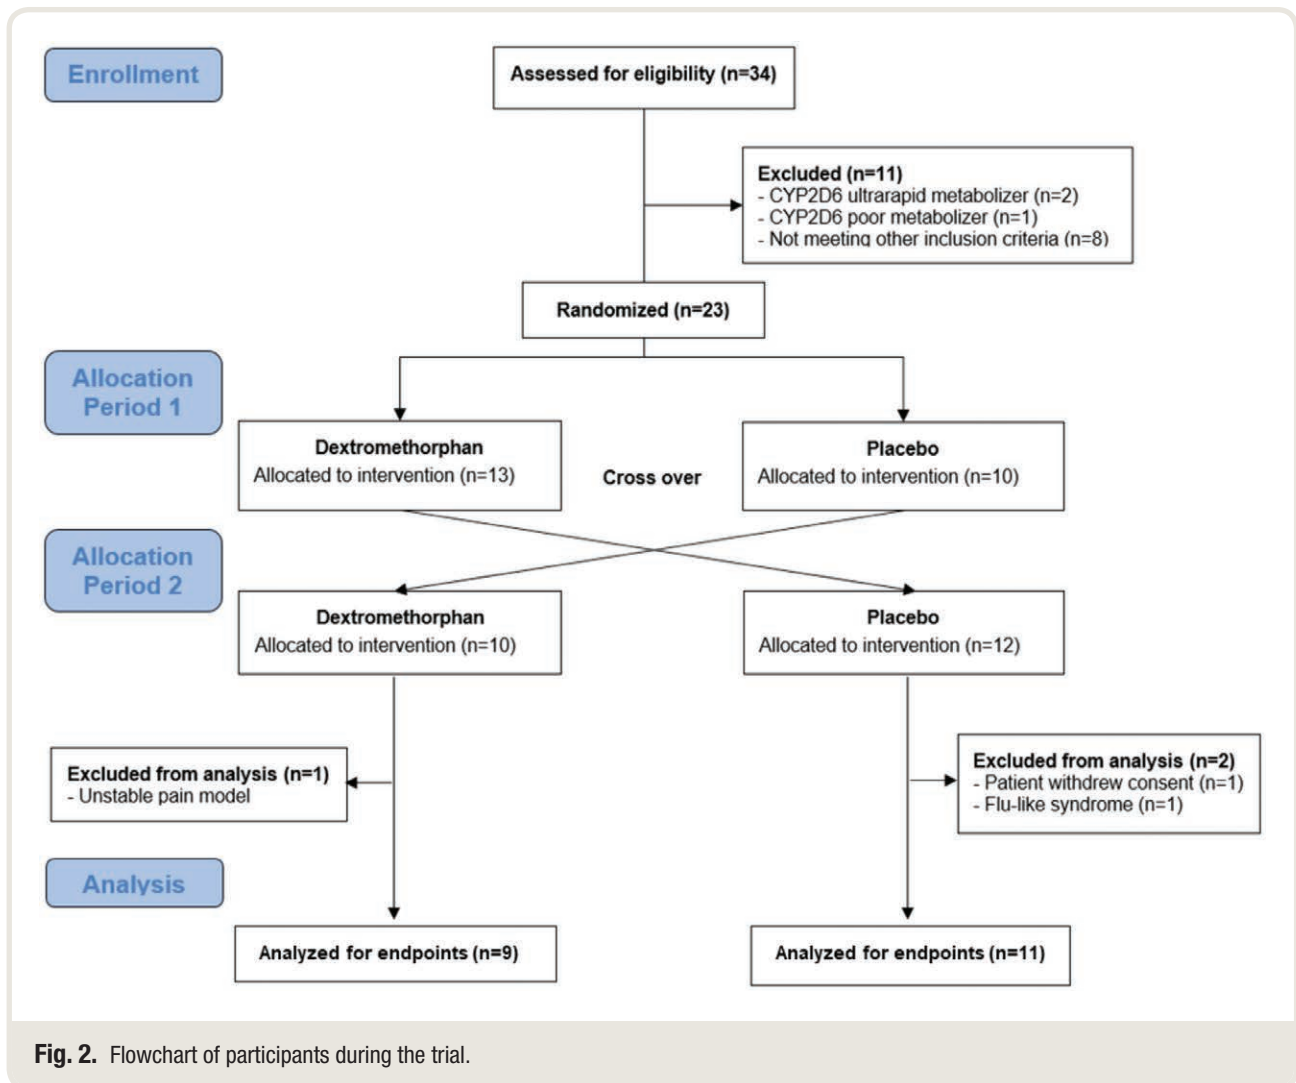 Enrollment
Assessed for eligibility (n=34)
Excluded (n=11)
- CYP2D6 ultrarapid metabolizer (n=2)
- CYP2D6 poor metabolizer (n=1)
- Not meeting other inclusion criteria (n=8)
Randomized (n=23)
Allocation
Period 1
Dextromethorphan
Allocated to intervention (n=13)
Cross over
Placebo
Allocated to intervention (n=10)
Allocation
Period 2
Dextromethorphan
Allocated to intervention (n=10)
Placebo
Allocated to intervention (n=12)
Excluded from analysis (n=1)
- Unstable pain model
Excluded from analysis (n=2)
- Patient withdrew consent (n=1)
- Flu-like syndrome (n=1)
Analysis
Analyzed for endpoints (n=9)
Analyzed for endpoints (n=11)
Fig. 2. Flowchart of participants during the trial.